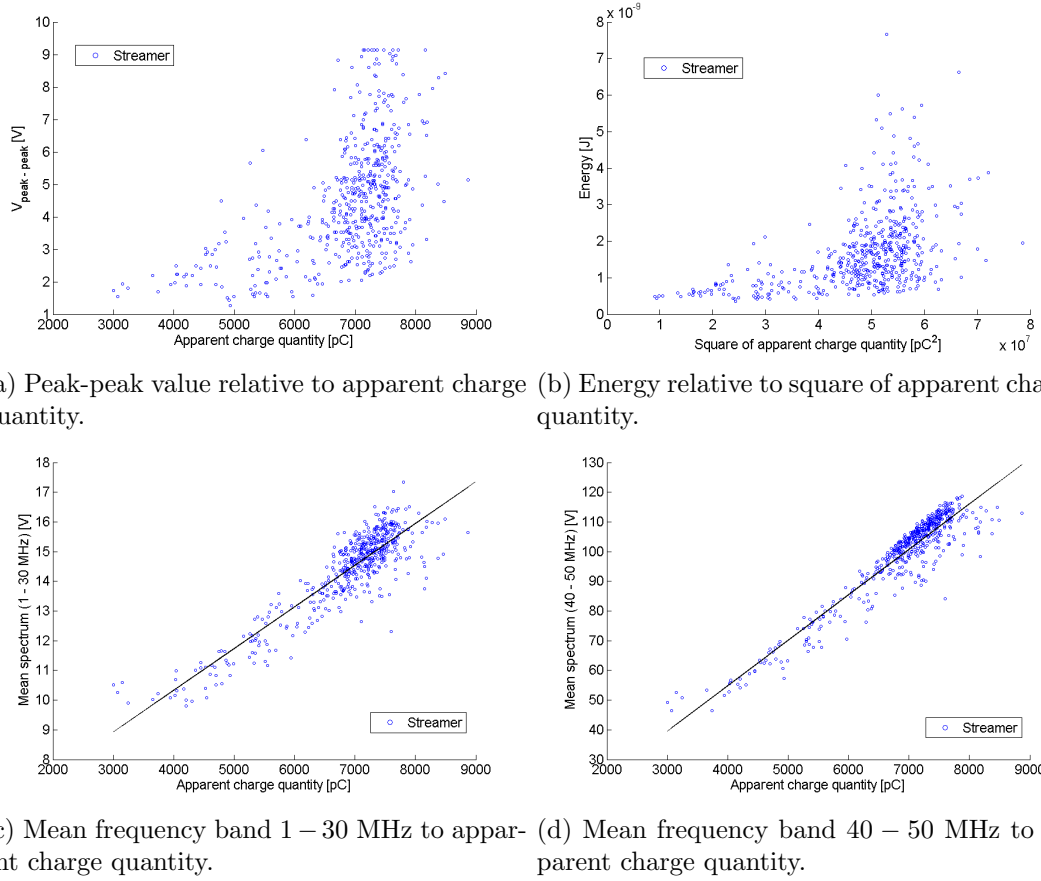 10
9
8
7
6
5
4
3
2
1
2000 3000 4000 5000 6000 7000 8000 9000
V peak - peak [V]
Apparent charge quantity [pC]
Streamer
x 10^-9
8
7
6
5
4
3
2
1
0
0 1 2 3 4 5 6 7 8
Energy [J]
Square of apparent charge quantity [pC²]
x 10^7
Streamer
a) Peak-peak value relative to apparent charge
uantity.
(b) Energy relative to square of apparent cha
quantity.
18
17
16
15
14
13
12
11
10
9
8
2000 3000 4000 5000 6000 7000 8000 9000
Mean spectrum (1 - 30 MHz) [V]
Apparent charge quantity [pC]
Streamer
130
120
110
100
90
80
70
60
50
40
30
2000 3000 4000 5000 6000 7000 8000 9000
Mean spectrum (40 - 50 MHz) [V]
Apparent charge quantity [pC]
Streamer
c) Mean frequency band 1 – 30 MHz to appar-
nt charge quantity.
(d) Mean frequency band 40 – 50 MHz to
parent charge quantity.